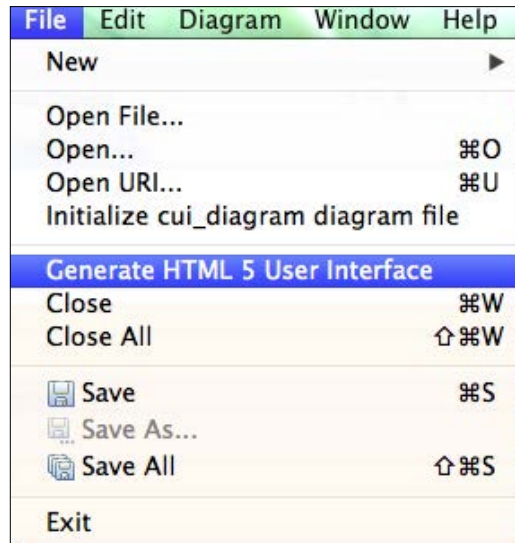 File Edit Diagram Window Help
New ▶
Open File...
Open... ⌘O
Open URI... ⌘U
Initialize cui_diagram diagram file
Generate HTML 5 User Interface
Close ⌘W
Close All ⇧⌘W
Save ⌘S
Save As...
Save All ⇧⌘S
Exit